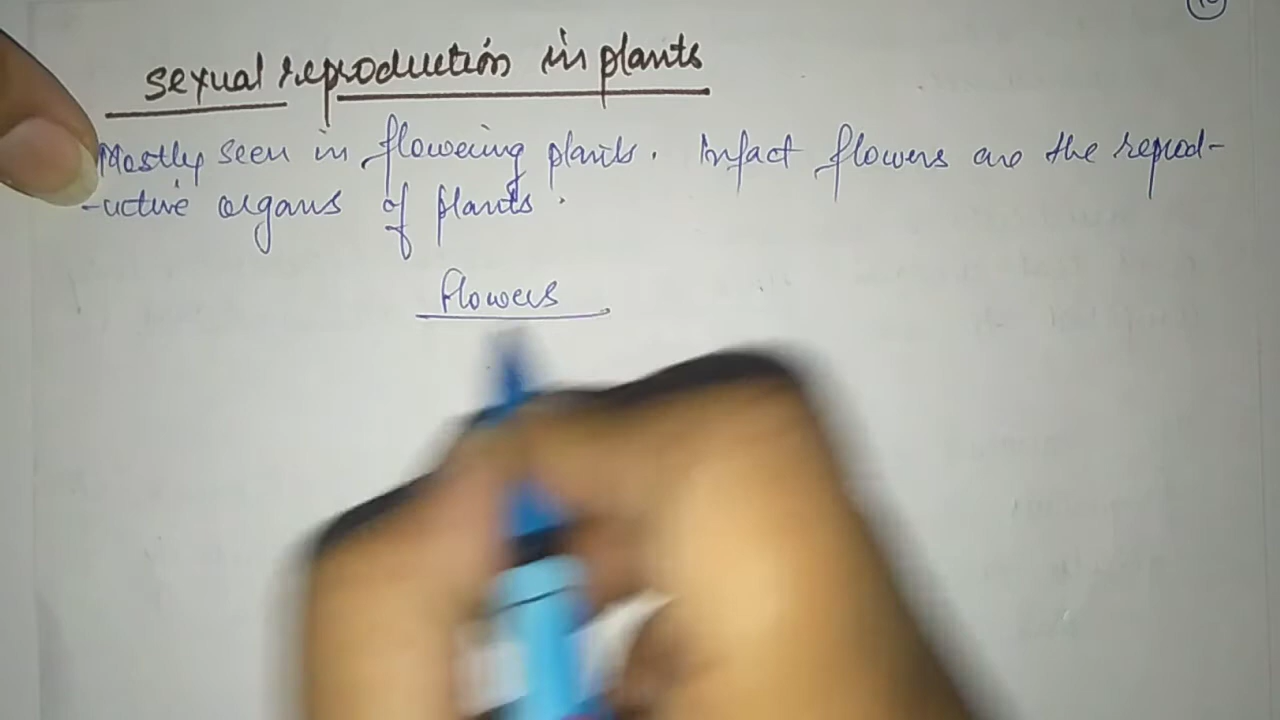 sexual reproduction in plants
Mostly seen in flowering plants. Infact flowers are the reprod-
-uctive organs of plants.
flowers